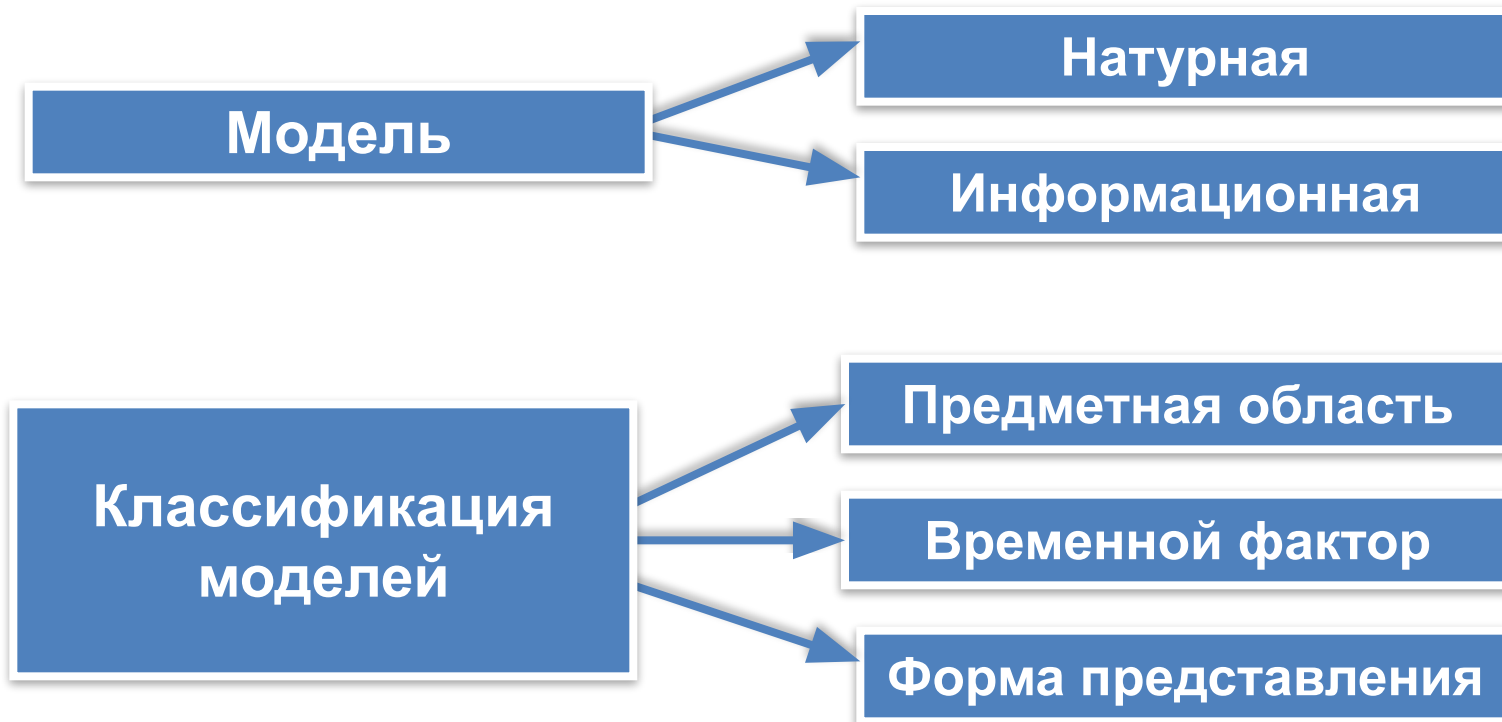 Модель
Натурная
Информационная
Классификация
моделей
Предметная область
Временной фактор
Форма представления